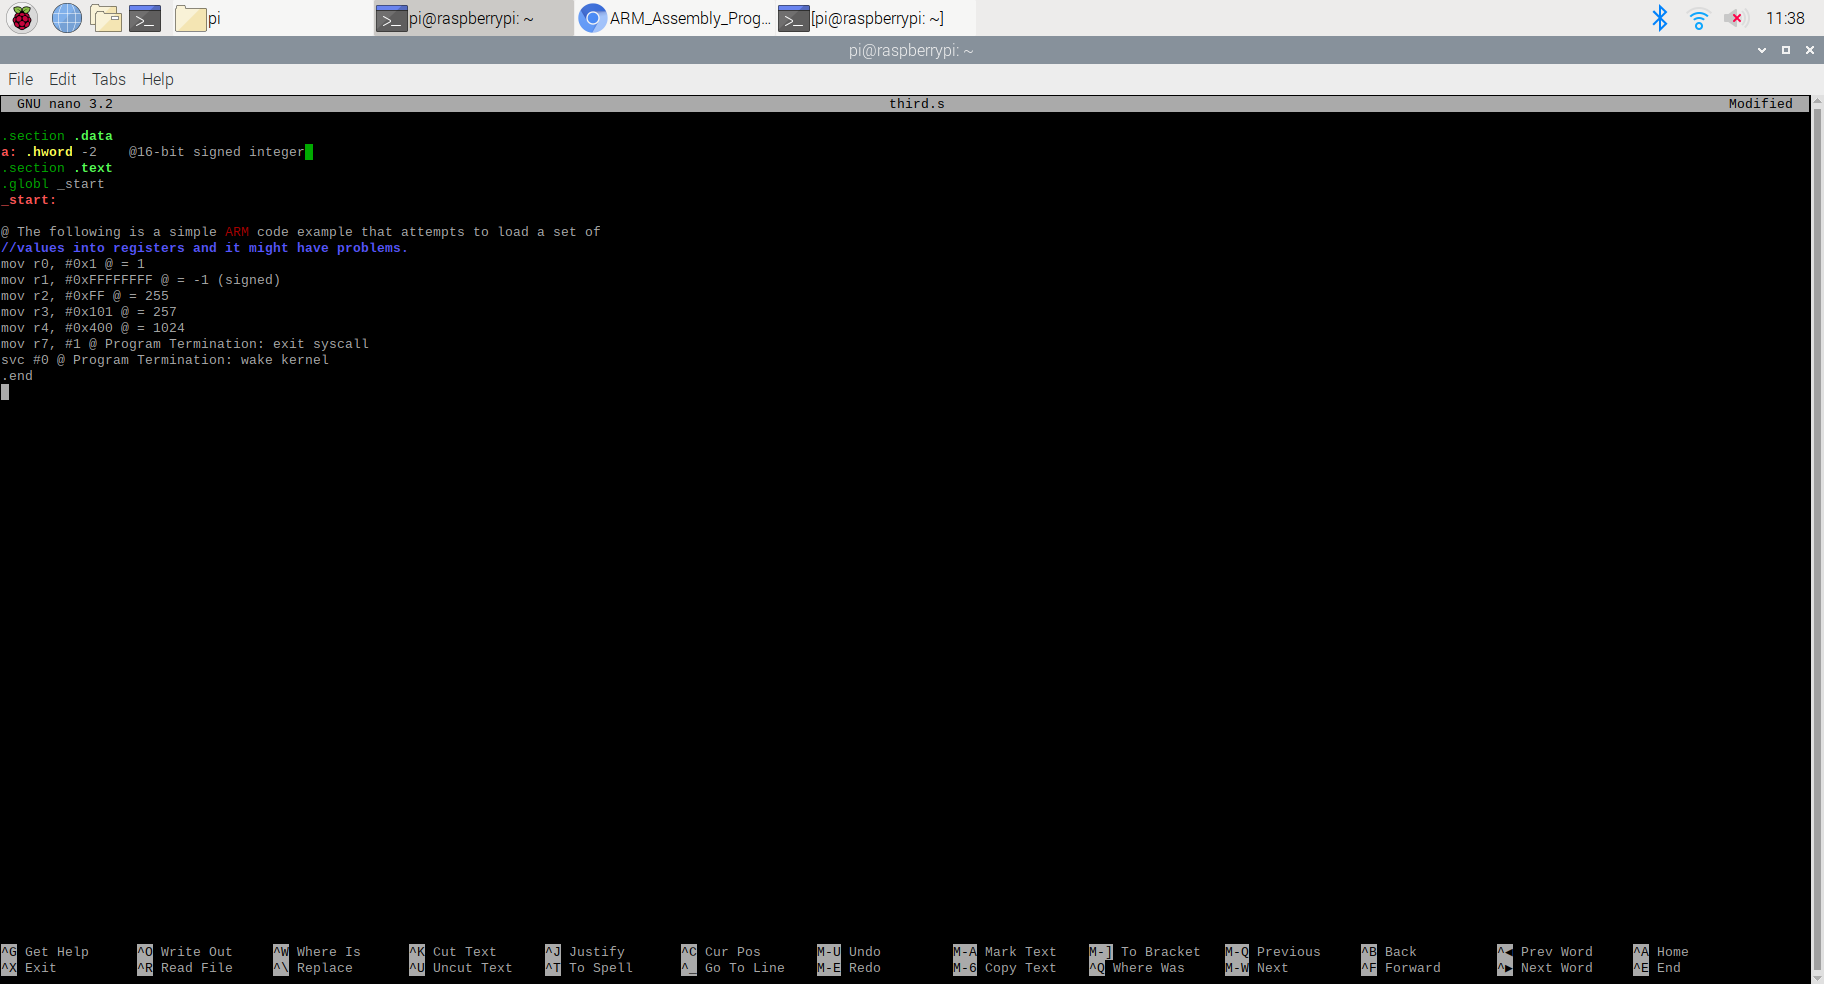 pi
pi@raspberrypi: ~
ARM_Assembly_Prog...
[pi@raspberrypi: ~]
11:38
pi@raspberrypi: ~
File Edit Tabs Help
GNU nano 3.2 third.s Modified
.section .data
a: .hword -2    @16-bit signed integer
.section .text
.globl _start
_start:
@ The following is a simple ARM code example that attempts to load a set of
//values into registers and it might have problems.
mov r0, #0x1 @ = 1
mov r1, #0xFFFFFFFF @ = -1 (signed)
mov r2, #0xFF @ = 255
mov r3, #0x101 @ = 257
mov r4, #0x400 @ = 1024
mov r7, #1 @ Program Termination: exit syscall
svc #0 @ Program Termination: wake kernel
.end
^G Get Help ^O Write Out ^W Where Is ^K Cut Text ^J Justify ^C Cur Pos M-U Undo M-A Mark Text M-] To Bracket M-Q Previous ^B Back ^◀ Prev Word ^A Home
^X Exit ^R Read File ^\ Replace ^U Uncut Text ^T To Spell ^_ Go To Line M-E Redo M-6 Copy Text ^Q Where Was M-W Next ^F Forward ^▶ Next Word ^E End